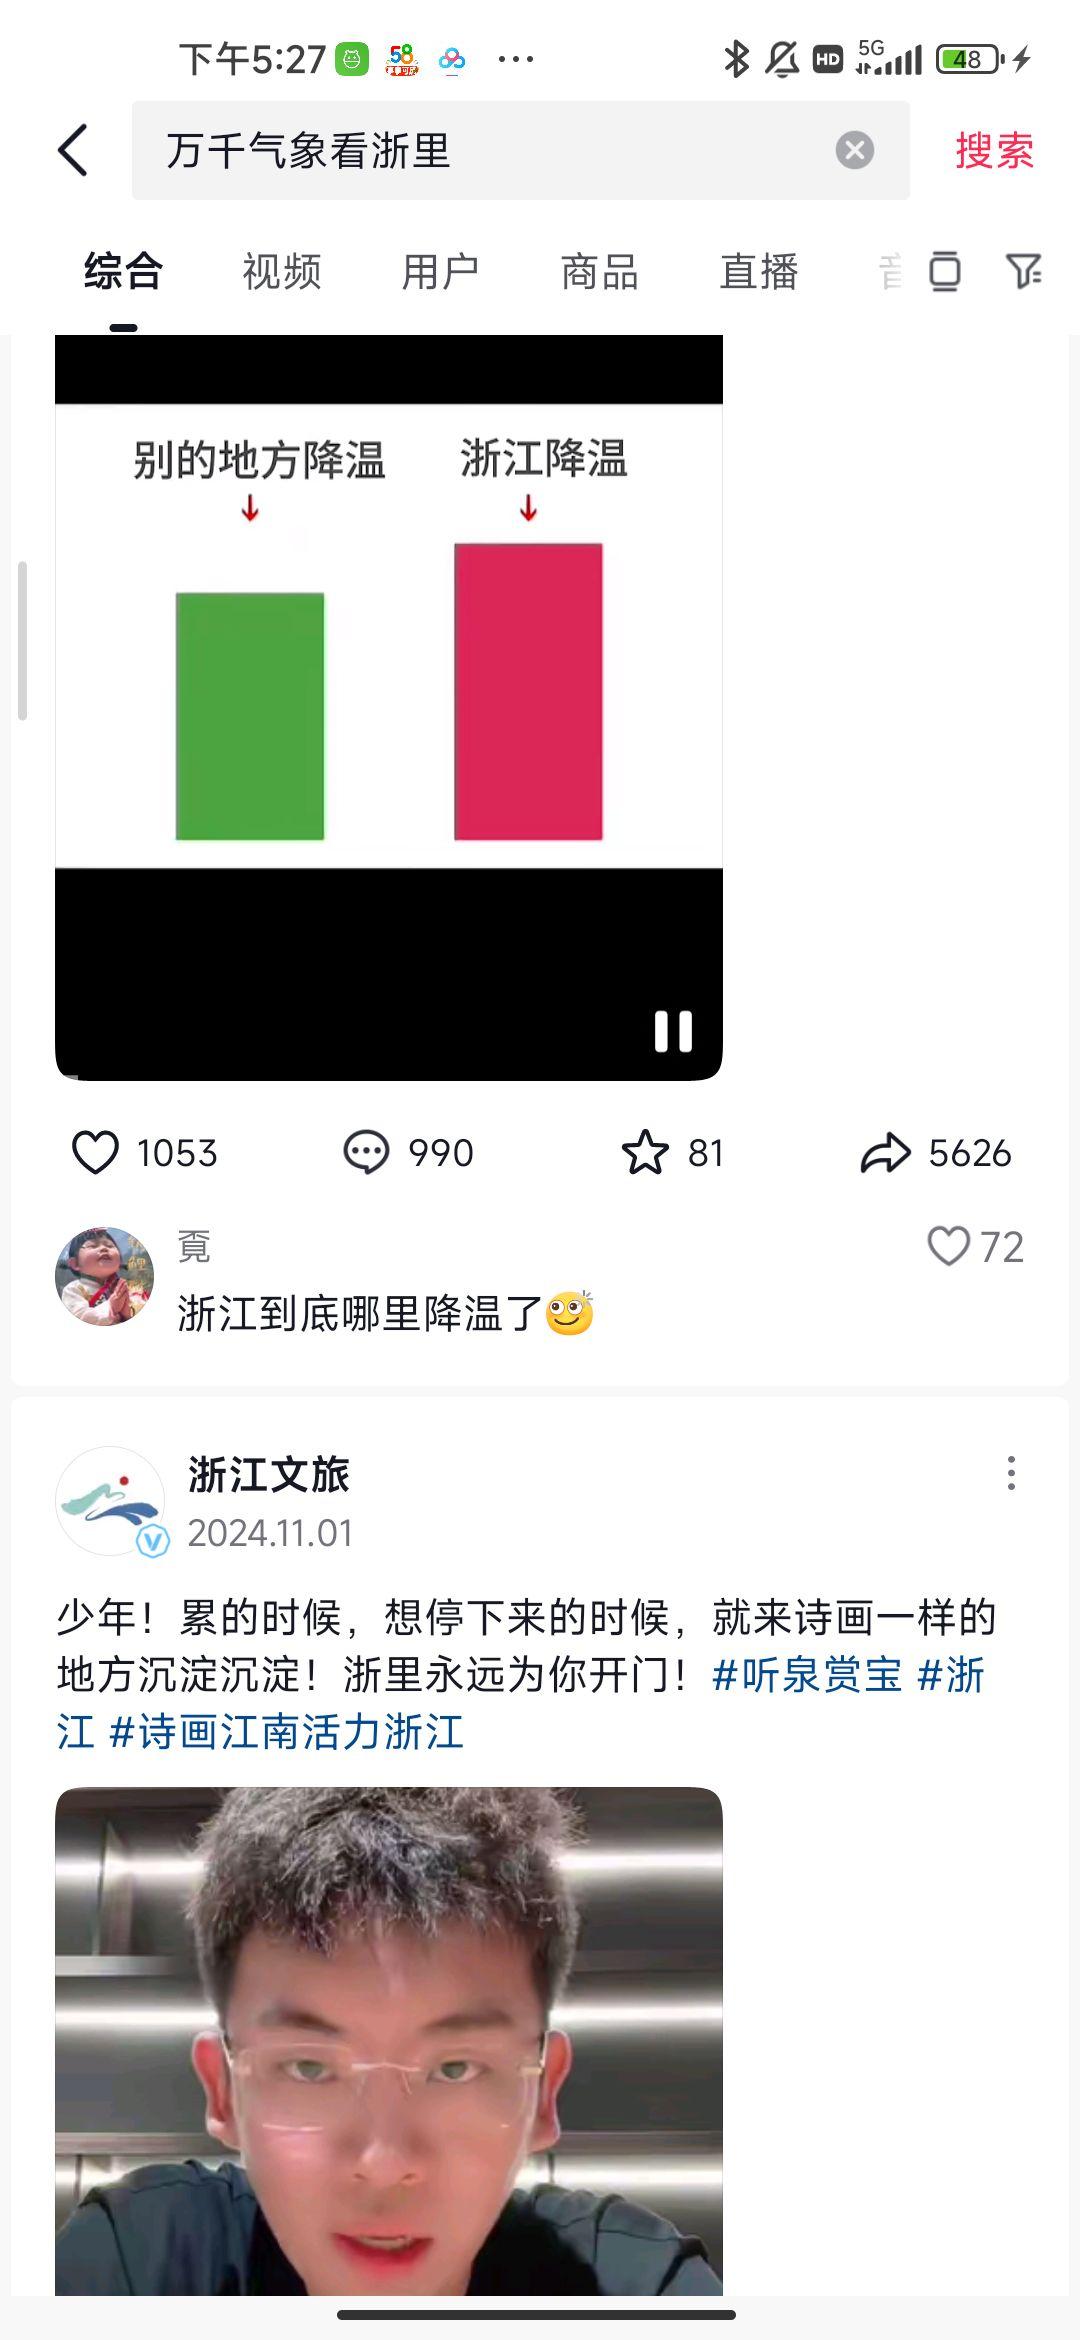 下午5:27
58
HD
5G
48
万千气象看浙里
搜索
综合
视频
用户
商品
直播
别的地方降温
浙江降温
1053
990
81
5626
覔
72
浙江到底哪里降温了
浙江文旅
2024.11.01
少年！累的时候，想停下来的时候，就来诗画一样的
地方沉淀沉淀！浙里永远为你开门！#听泉赏宝 #浙
江 #诗画江南活力浙江